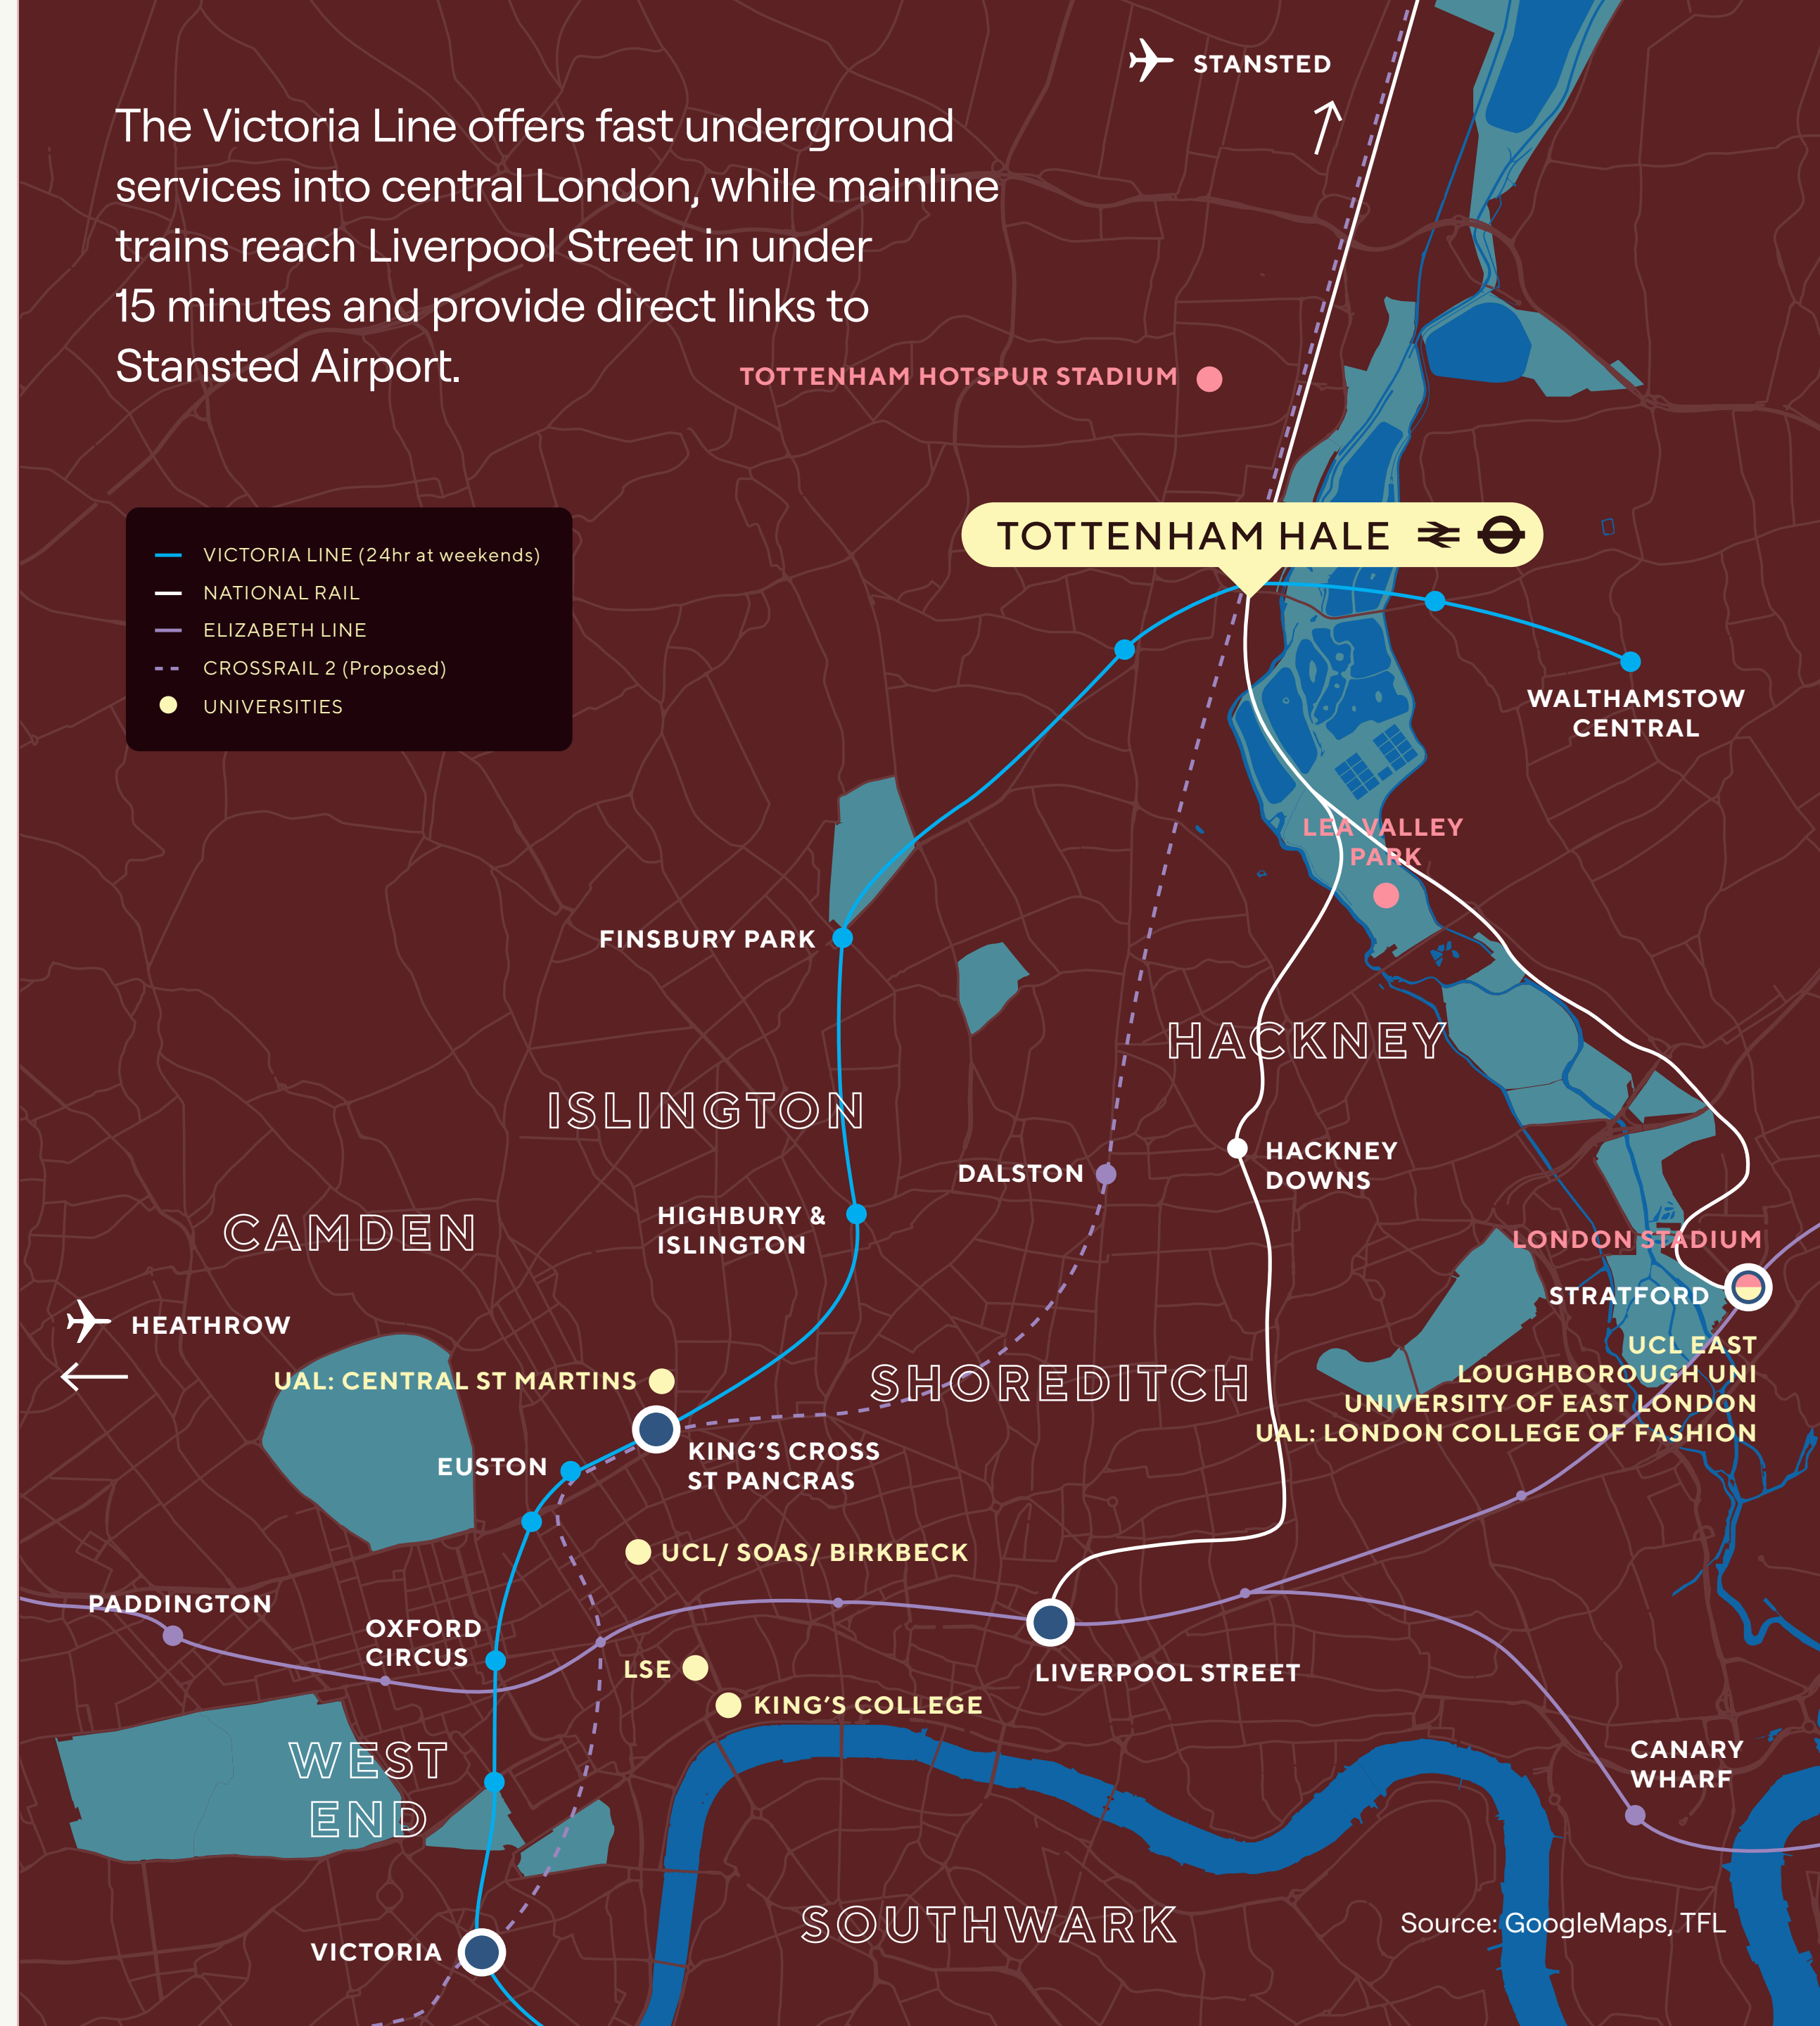 STANSTED
The Victoria Line offers fast underground
services into central London, while mainline
trains reach Liverpool Street in under
15 minutes and provide direct links to
Stansted Airport.
TOTTENHAM HOTSPUR STADIUM
TOTTENHAM HALE
VICTORIA LINE (24hr at weekends)
NATIONAL RAIL
ELIZABETH LINE
CROSSRAIL 2 (Proposed)
UNIVERSITIES
WALTHAMSTOW
CENTRAL
LEA VALLEY
PARK
FINSBURY PARK
HACKNEY
ISLINGTON
HACKNEY
DOWNS
DALSTON
HIGHBURY &
ISLINGTON
CAMDEN
LONDON STADIUM
STRATFORD
HEATHROW
UCL EAST
LOUGHBOROUGH UNI
UNIVERSITY OF EAST LONDON
UAL: LONDON COLLEGE OF FASHION
UAL: CENTRAL ST MARTINS
SHOREDITCH
KING'S CROSS
ST PANCRAS
EUSTON
UCL/ SOAS/ BIRKBECK
PADDINGTON
OXFORD
CIRCUS
LSE
LIVERPOOL STREET
KING'S COLLEGE
WEST
END
CANARY
WHARF
SOUTHWARK
Source: GoogleMaps, TFL
VICTORIA